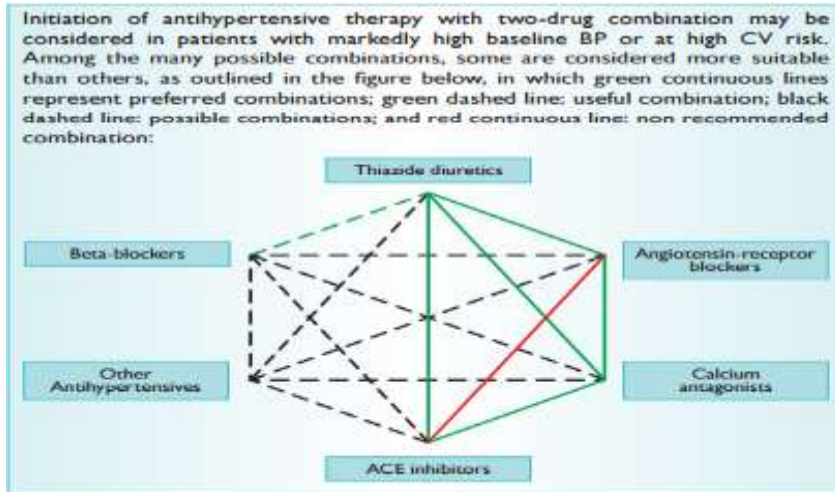 Initiation of antihypertensive therapy with two-drug combination may be
considered in patients with markedly high baseline BP or at high CV risk.
Among the many possible combinations, some are considered more suitable
than others, as outlined in the figure below, in which green continuous lines
represent preferred combinations; green dashed line: useful combination; black
dashed line: possible combinations; and red continuous line: non recommended
combination:
Thiazide diuretics
Beta-blockers
Angiotensin-receptor
blockers
Other
Antihypertensives
Calcium
antagonists
ACE inhibitors